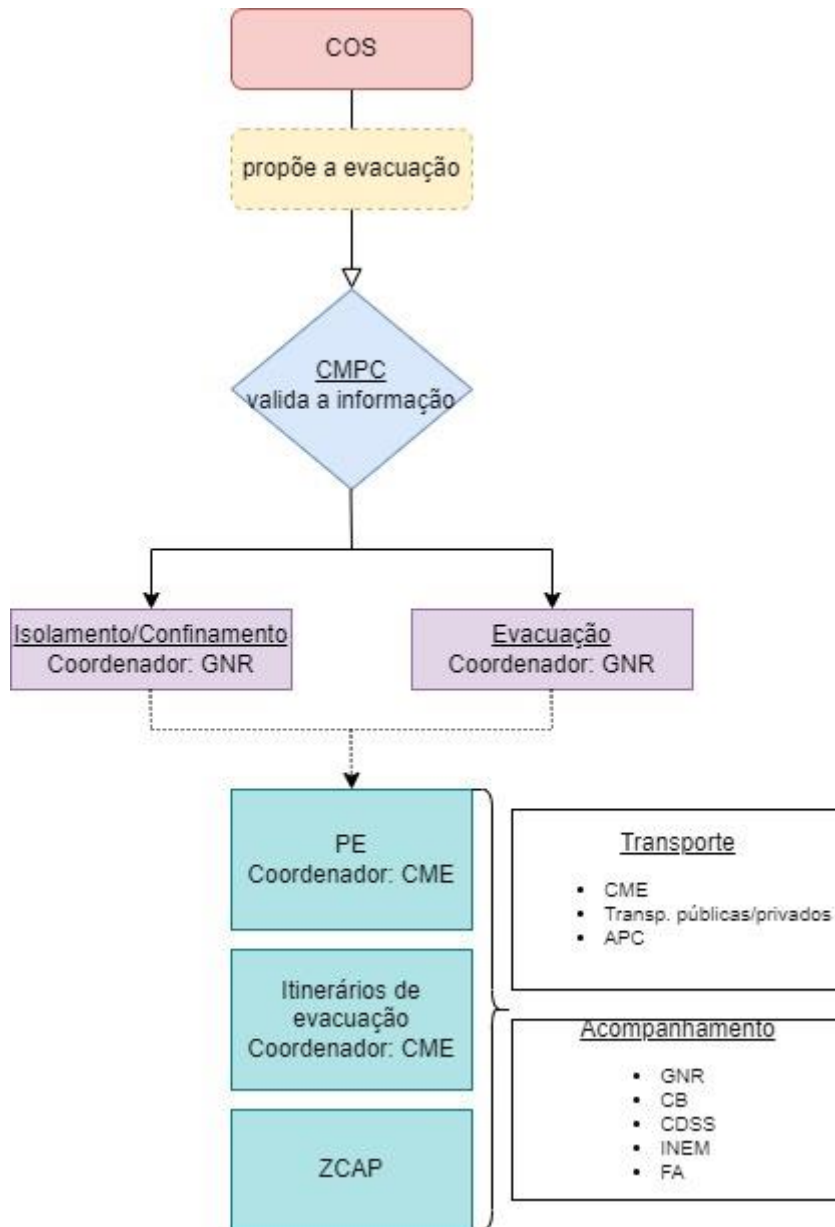 COS
propõe a evacuação
CMPC
valida a informação
Isolamento/Confinamento
Coordenador: GNR
Evacuação
Coordenador: GNR
PE
Coordenador: CME
Transporte
• CME
• Transp. públicas/privados
• APC
Itinerários de
evacuação
Coordenador: CME
Acompanhamento
• GNR
• CB
• CDSS
• INEM
• FA
ZCAP